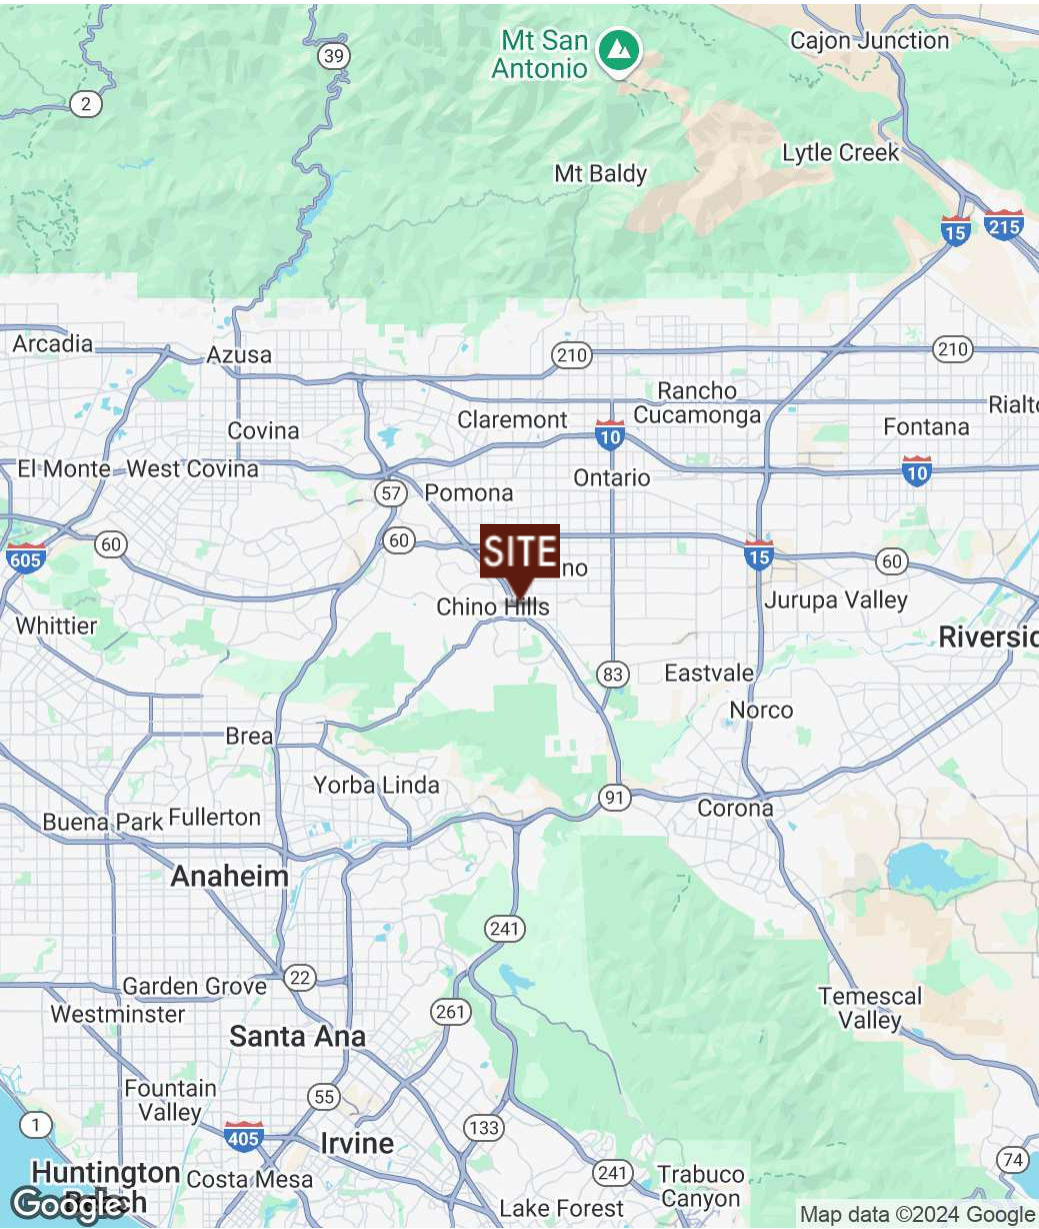 Mt San
Antonio
Cajon Junction
39
2
Lytle Creek
Mt Baldy
15
215
Arcadia
Azusa
210
210
Rancho
Cucamonga
Rialto
Claremont
Covina
10
Fontana
El Monte
West Covina
Ontario
10
57
Pomona
60
60
SITE
no
15
60
605
Chino Hills
Jurupa Valley
Whittier
Riversid
83
Eastvale
Norco
Brea
Yorba Linda
91
Corona
Buena Park
Fullerton
Anaheim
241
22
Garden Grove
Westminster
261
Temescal
Valley
Santa Ana
Fountain
Valley
55
1
405
Irvine
133
Huntington
Beach
Costa Mesa
241
Trabuco
Canyon
74
Lake Forest
Google
Map data ©2024 Google